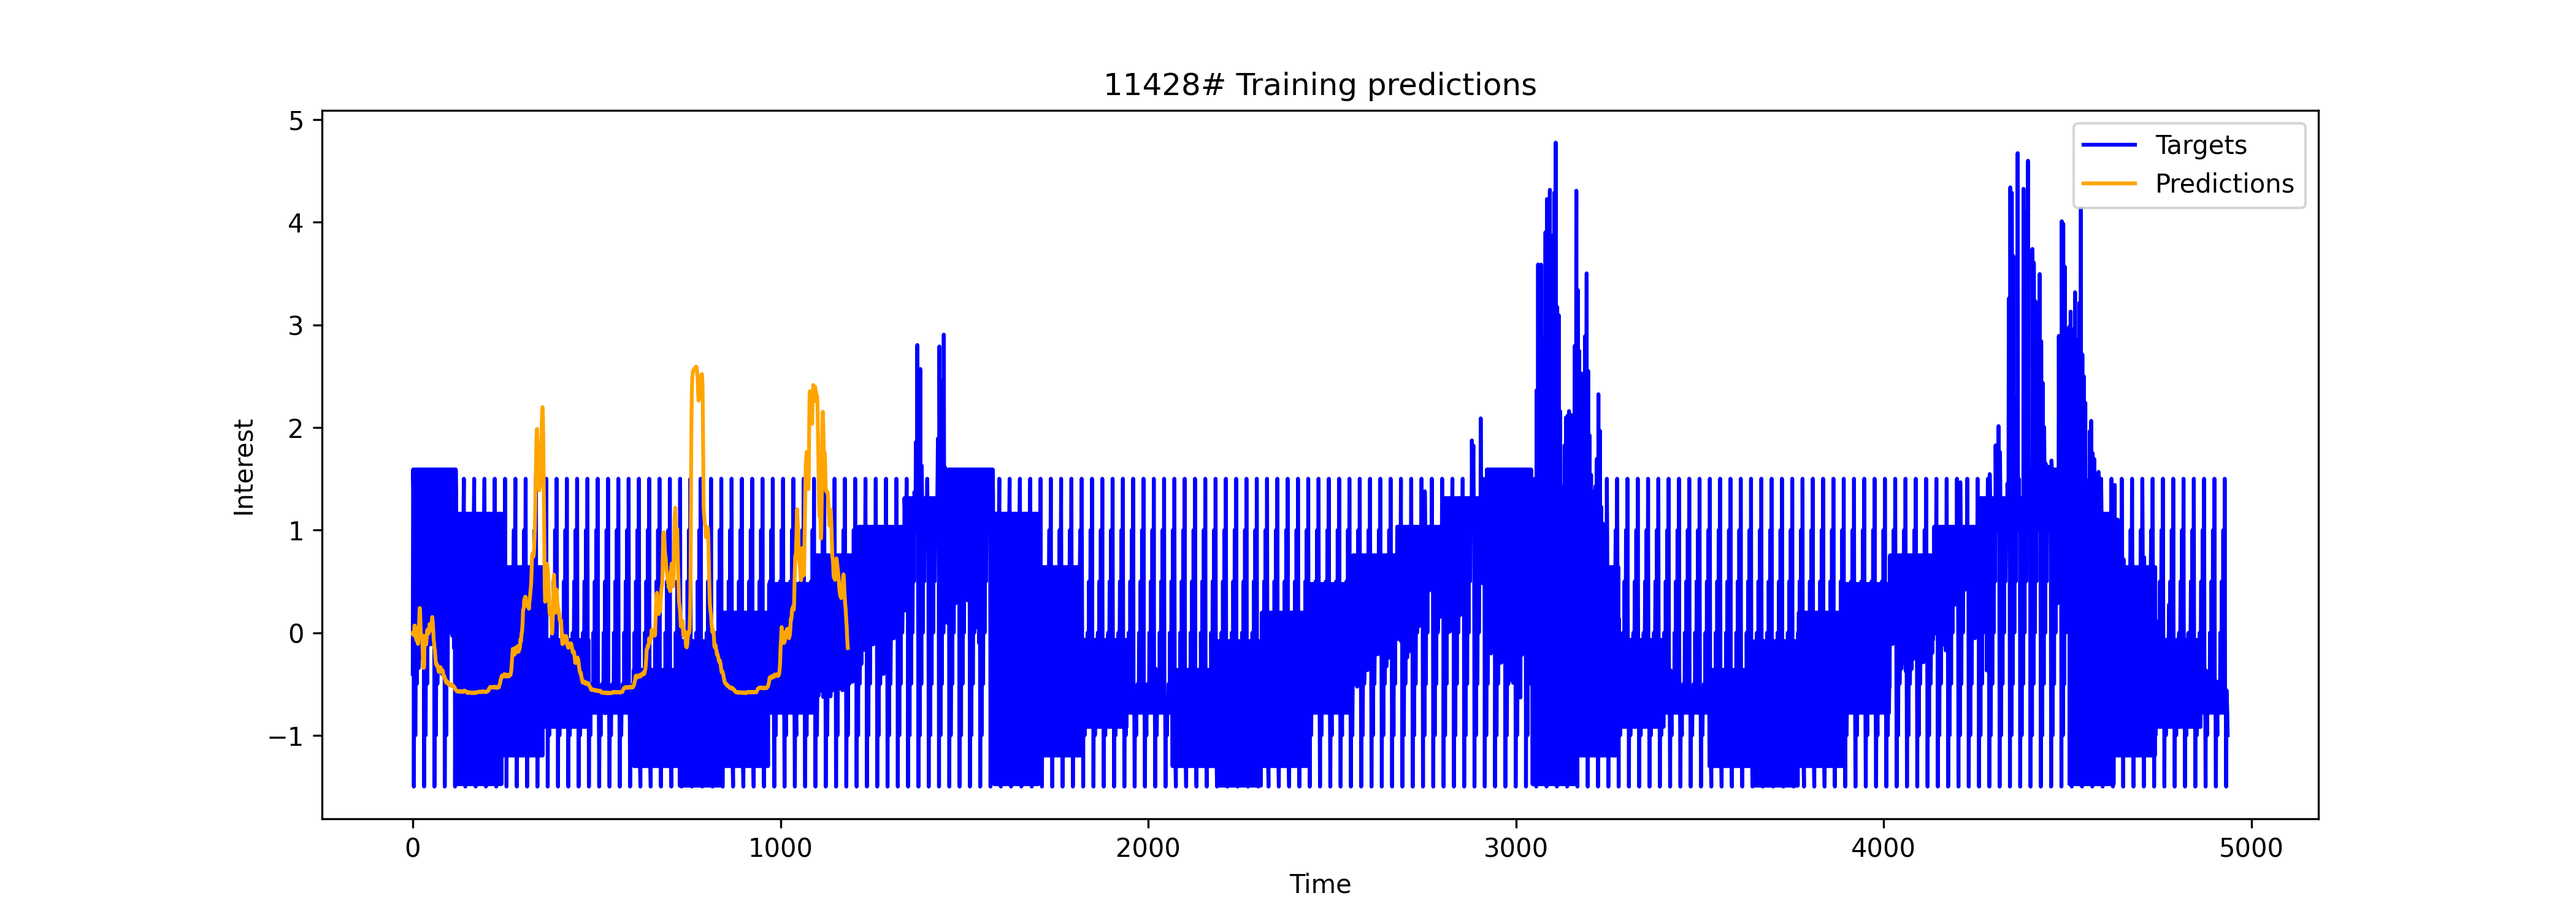 11428# Training predictions
5
4
3
2
1
0
−1
Interest
Targets
Predictions
0 1000 2000 3000 4000 5000
Time